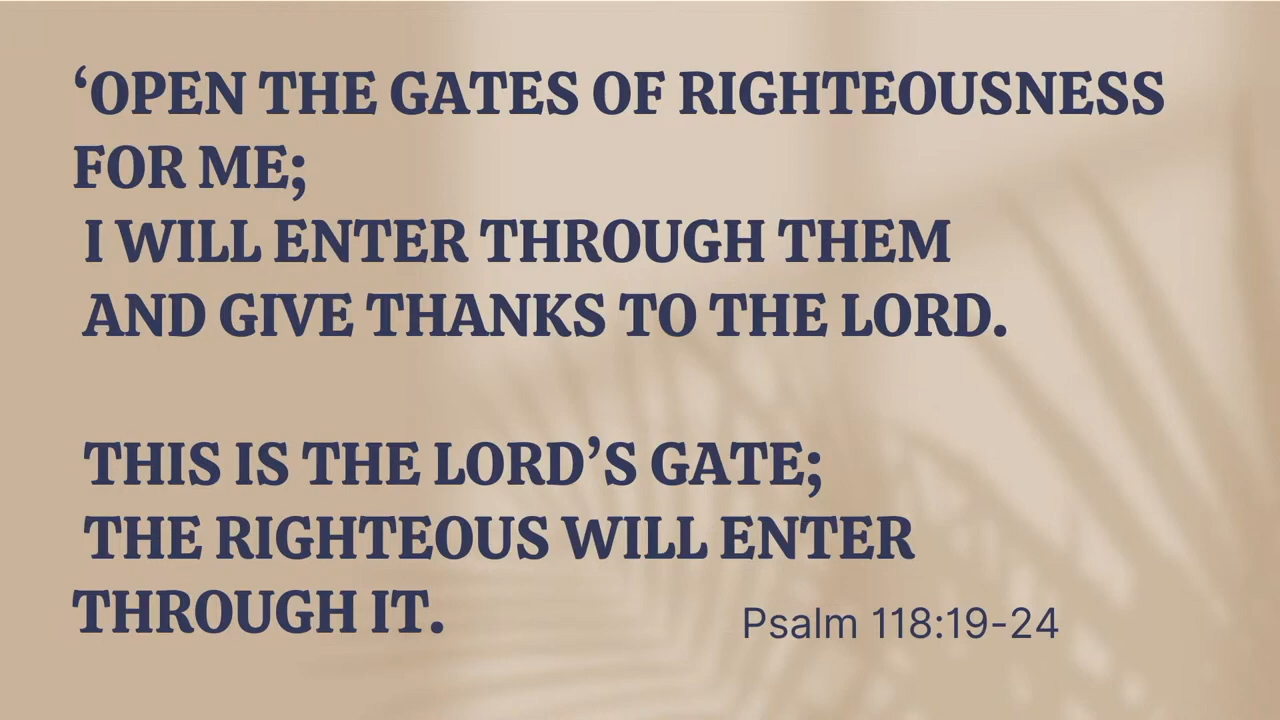 ‘OPEN THE GATES OF RIGHTEOUSNESS
FOR ME;
I WILL ENTER THROUGH THEM
AND GIVE THANKS TO THE LORD.
THIS IS THE LORD’S GATE;
THE RIGHTEOUS WILL ENTER
THROUGH IT.
Psalm 118:19-24